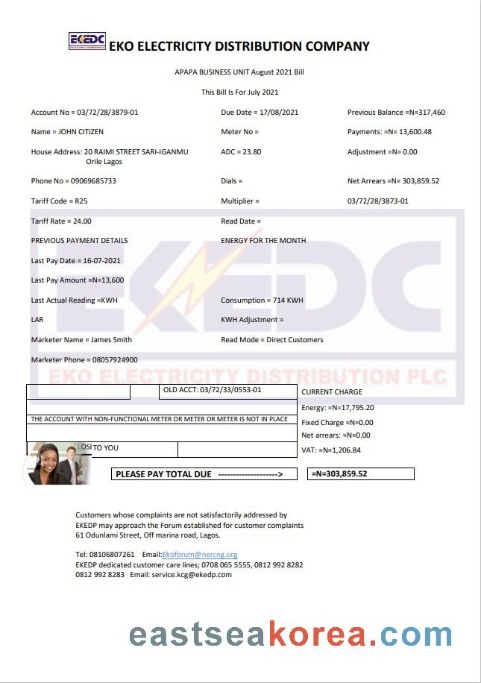 EKEDC EKO ELECTRICITY DISTRIBUTION COMPANY
APAPA BUSINESS UNIT August 2021 Bill
This Bill Is For July 2021
Account No = 03/72/28/3879-01 Due Date = 17/08/2021 Previous Balance =N=317,460
Name = JOHN CITIZEN Meter No = Payments: =N= 13,600.48
House Address: 20 RAIMI STREET SARI-IGANMU ADC = 23.80 Adjustment =N= 0.00
Orile Lagos
Phone No = 09069685733 Dials = Net Arrears =N= 303,859.52
Tariff Code = R2S Multiplier = 03/72/28/3873-01
Tariff Rate = 24.00 Read Date =
PREVIOUS PAYMENT DETAILS ENERGY FOR THE MONTH
Last Pay Date = 16-07-2021
Last Pay Amount =N=13,600
Last Actual Reading =KWH Consumption = 714 KWH
LAR KWH Adjustment =
Marketer Name = James Smith Read Mode = Direct Customers
Marketer Phone = 08057924900
EKEDC
EKO ELECTRICITY DISTRIBUTION PLC
OLD ACCT: 03/72/33/0553-01 CURRENT CHARGE
Energy: =N=17,795.20
THE ACCOUNT WITH NON-FUNCTIONAL METER OR METER OR METER IS NOT IN PLACE Fixed Charge =N=0.00
Net arrears: =N=0.00
TO YOU VAT: =N=1,206.84
PLEASE PAY TOTAL DUE ---------------------> =N=303,859.52
Customers whose complaints are not satisfactorily addressed by
EKEDP may approach the Forum established for customer complaints
61 Odunlami Street, Off marina road, Lagos.
Tel: 08106807261 Email:Ekoforum@nercng.org
EKEDP dedicated customer care lines; 0708 065 5555, 0812 992 8282
0812 992 8283 Email: service.kcg@ekedp.com
eastseakorea.com